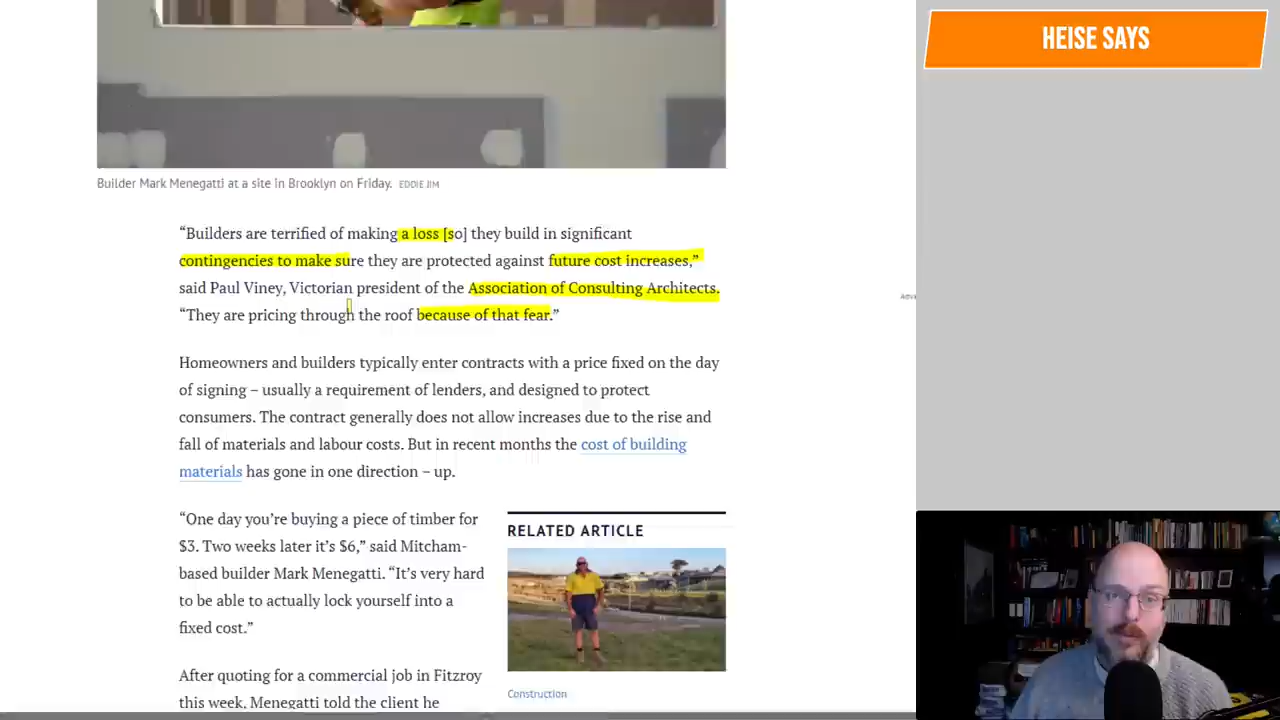 HEISE SAYS
Builder Mark Menegatti at a site in Brooklyn on Friday. EDDIE JIM
“Builders are terrified of making a loss [so] they build in significant
contingencies to make sure they are protected against future cost increases,”
said Paul Viney, Victorian president of the Association of Consulting Architects.
“They are pricing through the roof because of that fear.”
Homeowners and builders typically enter contracts with a price fixed on the day
of signing – usually a requirement of lenders, and designed to protect
consumers. The contract generally does not allow increases due to the rise and
fall of materials and labour costs. But in recent months the cost of building
materials has gone in one direction – up.
“One day you’re buying a piece of timber for
$3. Two weeks later it’s $6,” said Mitcham-
based builder Mark Menegatti. “It’s very hard
to be able to actually lock yourself into a
fixed cost.”
After quoting for a commercial job in Fitzroy
this week, Menegatti told the client he
RELATED ARTICLE
Construction